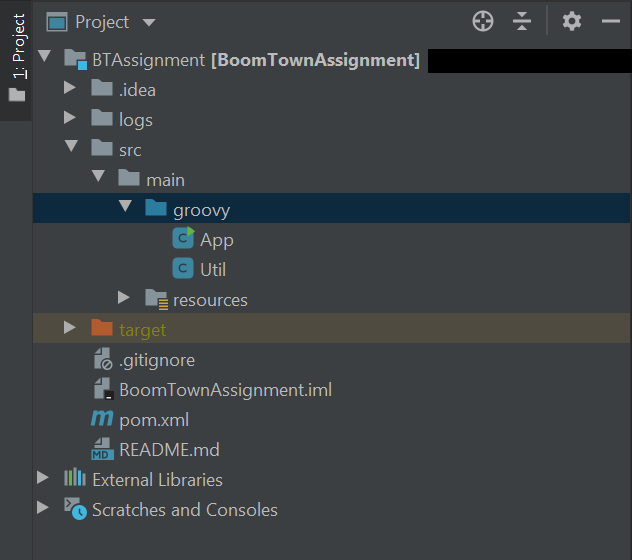 1: Project
Project
BTAssignment [BoomTownAssignment]
.idea
logs
src
main
groovy
C App
C Util
resources
target
.gitignore
BoomTownAssignment.iml
m pom.xml
MD README.md
External Libraries
Scratches and Consoles